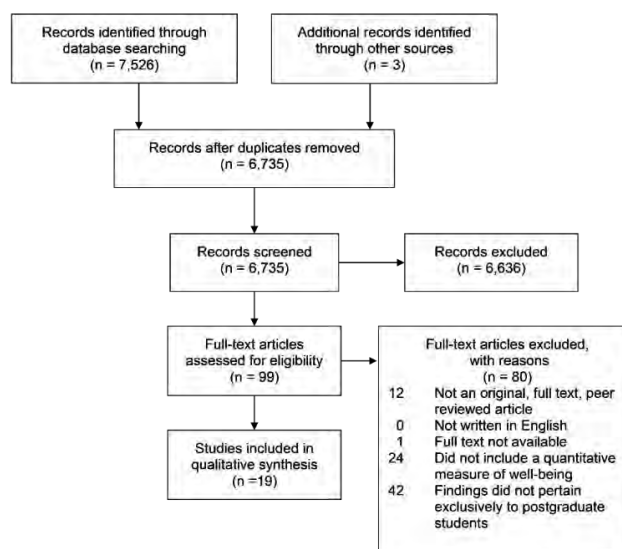 Records identified through
database searching
(n = 7,526)
Additional records identified
through other sources
(n = 3)
Records after duplicates removed
(n = 6,735)
Records screened
(n = 6,735)
Records excluded
(n = 6,636)
Full-text articles
assessed for eligibility
(n = 99)
Full-text articles excluded,
with reasons
(n = 80)
12 Not an original, full text, peer
reviewed article
0 Not written in English
1 Full text not available
24 Did not include a quantitative
measure of well-being
42 Findings did not pertain
exclusively to postgraduate
students
Studies included in
qualitative synthesis
(n =19)